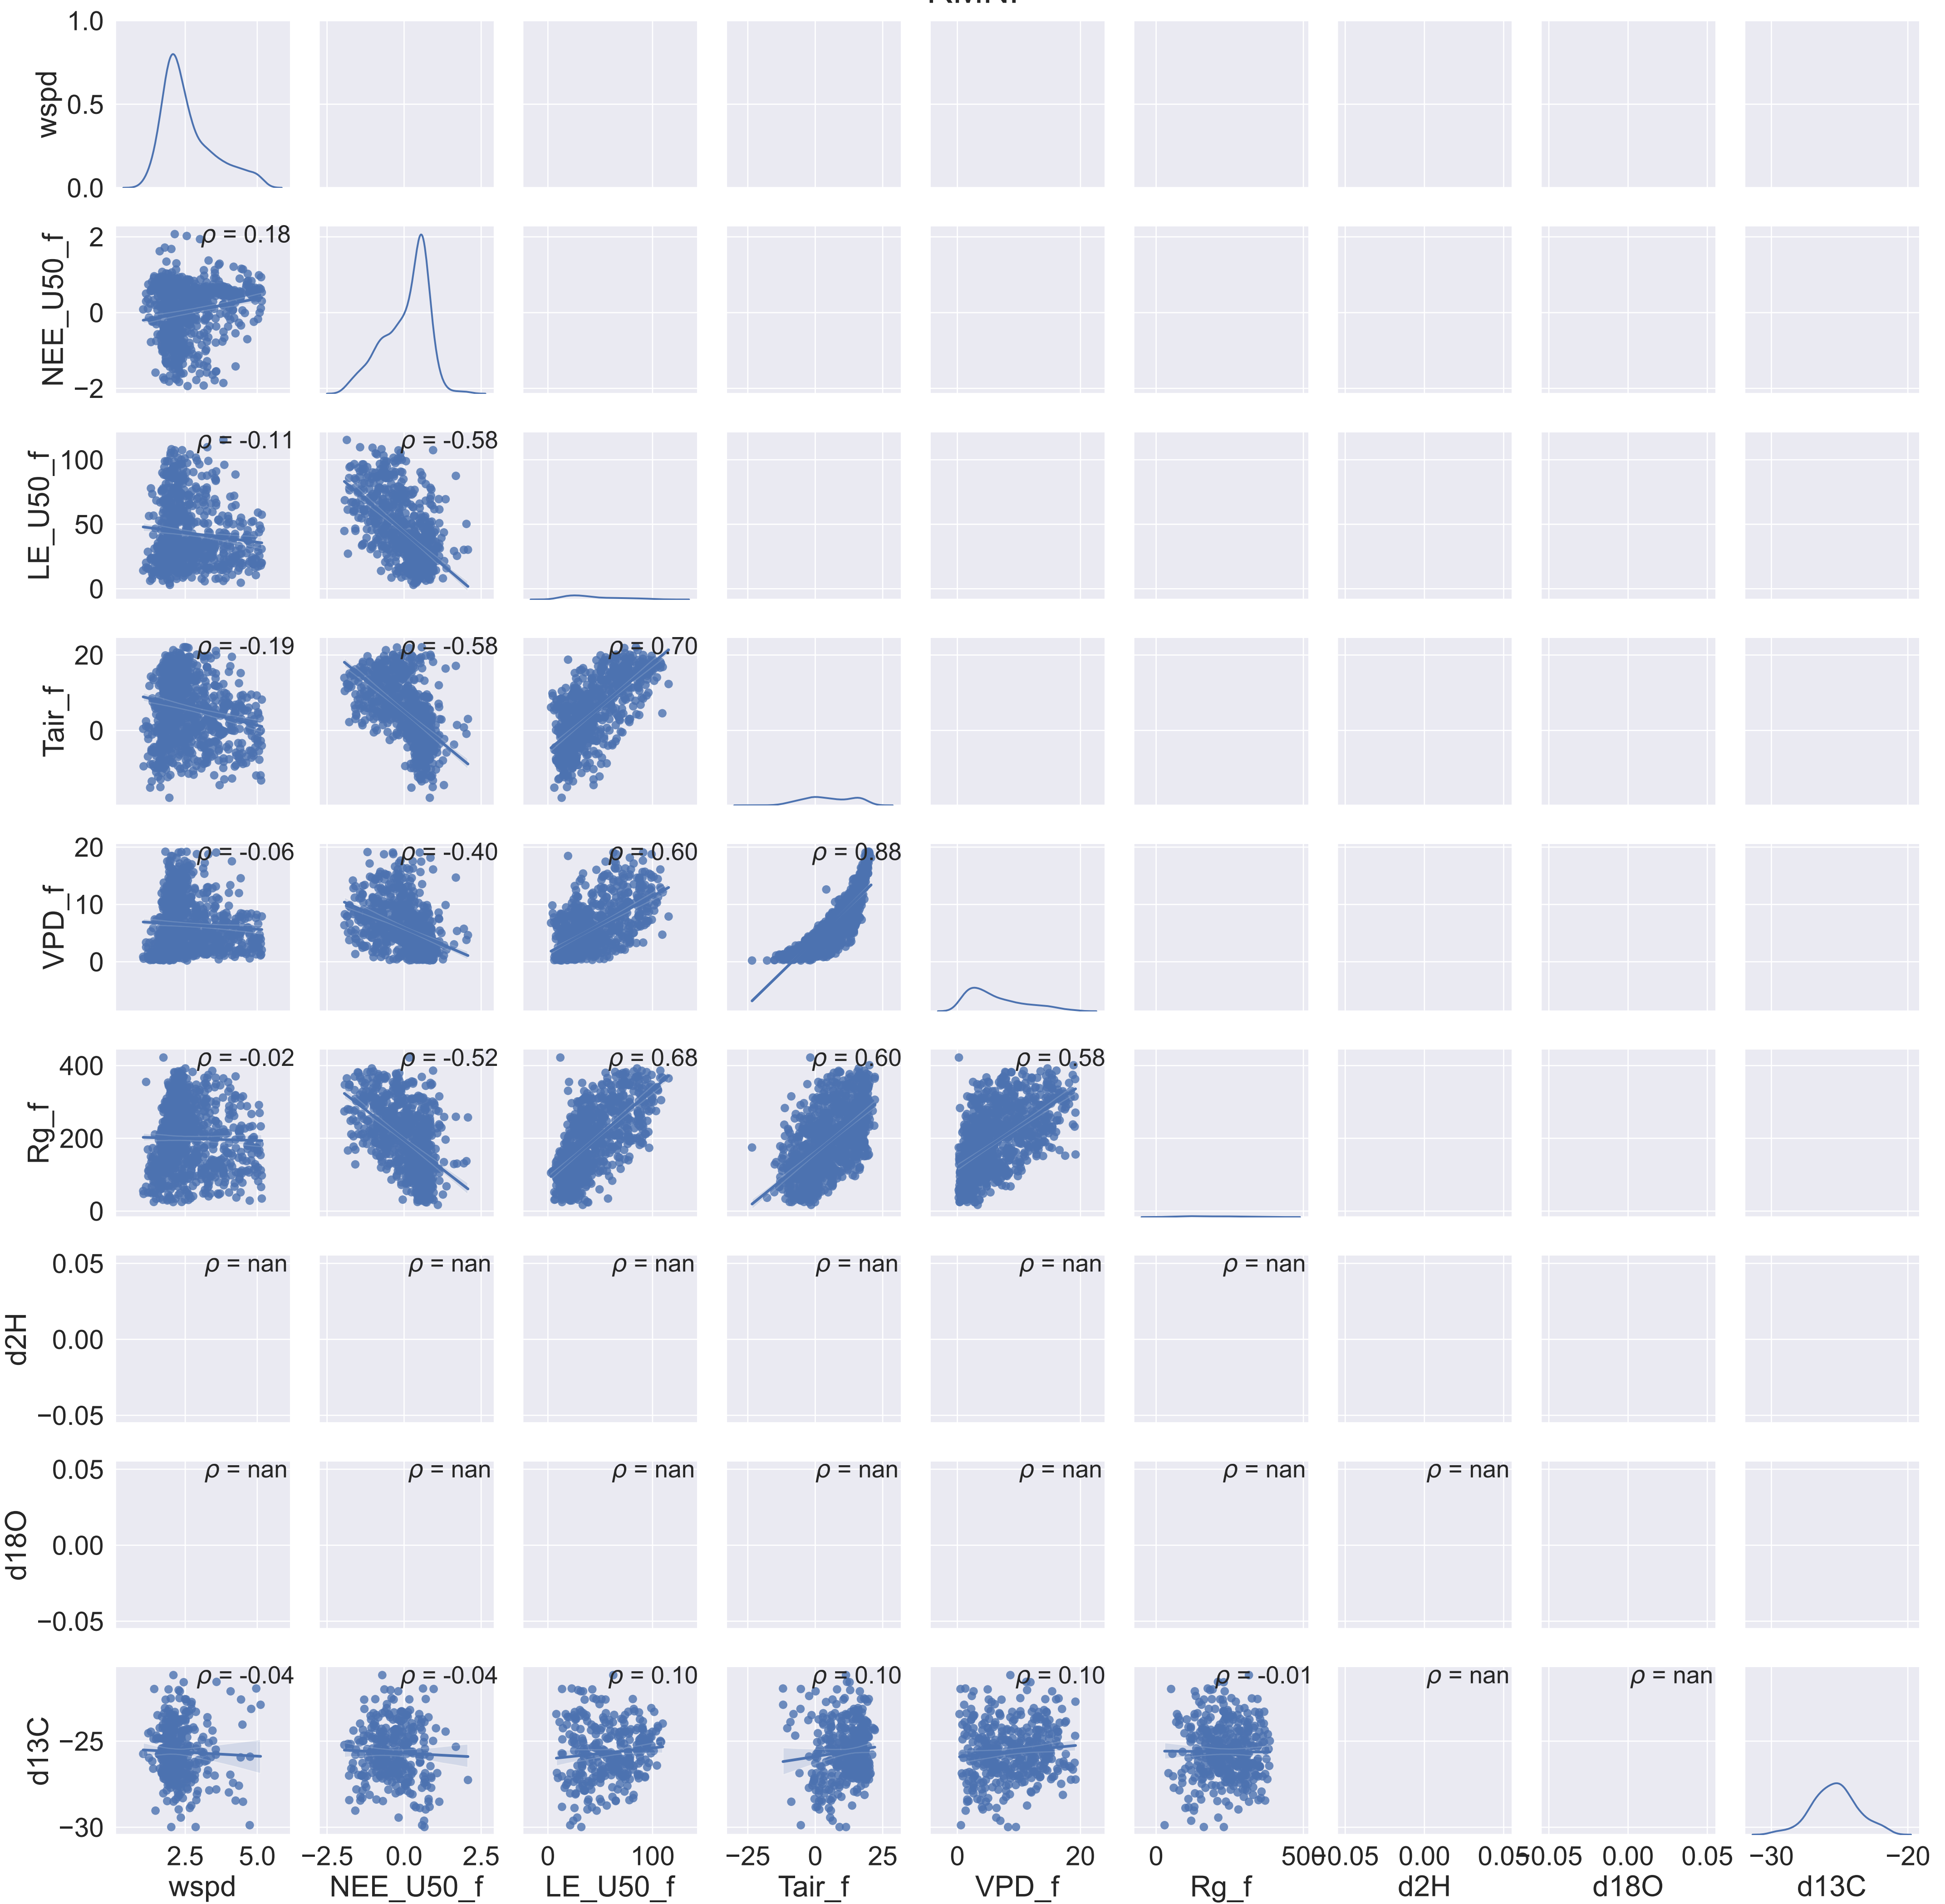 1.0
wspd
0.5
0.0
2
ρ = 0.18
NEE_U50_f
0
−2
ρ = -0.11
ρ = -0.58
100
LE_U50_f
50
0
ρ = -0.19
ρ = -0.58
ρ = 0.70
20
Tair_f
0
ρ = -0.06
ρ = -0.40
ρ = 0.60
ρ = 0.88
20
VPD_f
10
0
ρ = -0.02
ρ = -0.52
ρ = 0.68
ρ = 0.60
ρ = 0.58
400
Rg_f
200
0
0.05
ρ = nan
ρ = nan
ρ = nan
ρ = nan
ρ = nan
ρ = nan
d2H
0.00
−0.05
0.05
ρ = nan
ρ = nan
ρ = nan
ρ = nan
ρ = nan
ρ = nan
ρ = nan
d18O
0.00
−0.05
ρ = -0.04
ρ = -0.04
ρ = 0.10
ρ = 0.10
ρ = 0.10
ρ = -0.01
ρ = nan
ρ = nan
d13C
−25
−30
2.5 5.0 −2.5 0.0 2.5 0 100 −25 0 25 0 20 0 500 −0.05 0.00 0.05 −0.05 0.00 0.05 −30 −20
wspd NEE_U50_f LE_U50_f Tair_f VPD_f Rg_f d2H d18O d13C